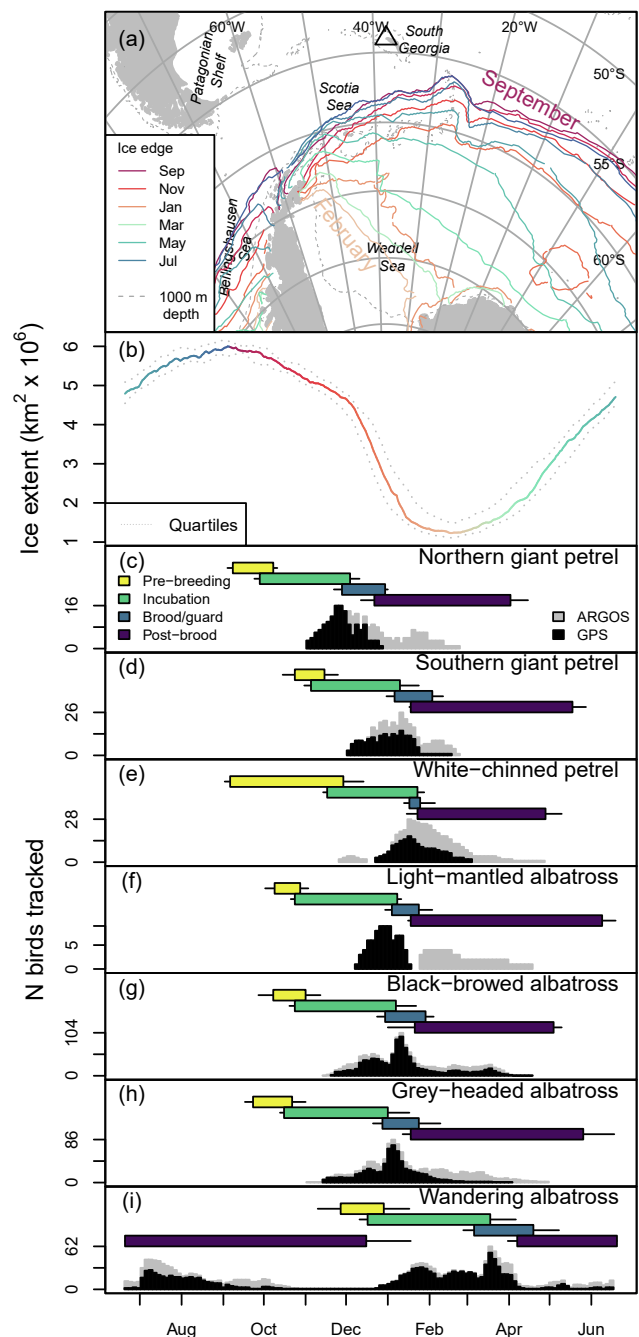 (a)
60°W
40°W
20°W
South
Georgia
Patagonian
Shelf
50°S
Scotia
Sea
September
Ice edge
Sep
Nov
Jan
Mar
May
Jul
1000 m
depth
55°S
Bellingshausen
Sea
February
Weddell
Sea
60°S
(b)
Ice extent (km² x 10⁶)
6
5
4
3
2
1
Quartiles
(c)
Northern giant petrel
Pre−breeding
Incubation
Brood/guard
Post−brood
ARGOS
GPS
16
0
(d)
Southern giant petrel
26
0
(e)
White−chinned petrel
28
0
N birds tracked
(f)
Light−mantled albatross
5
0
(g)
Black−browed albatross
104
0
(h)
Grey−headed albatross
86
0
(i)
Wandering albatross
62
0
Aug
Oct
Dec
Feb
Apr
Jun